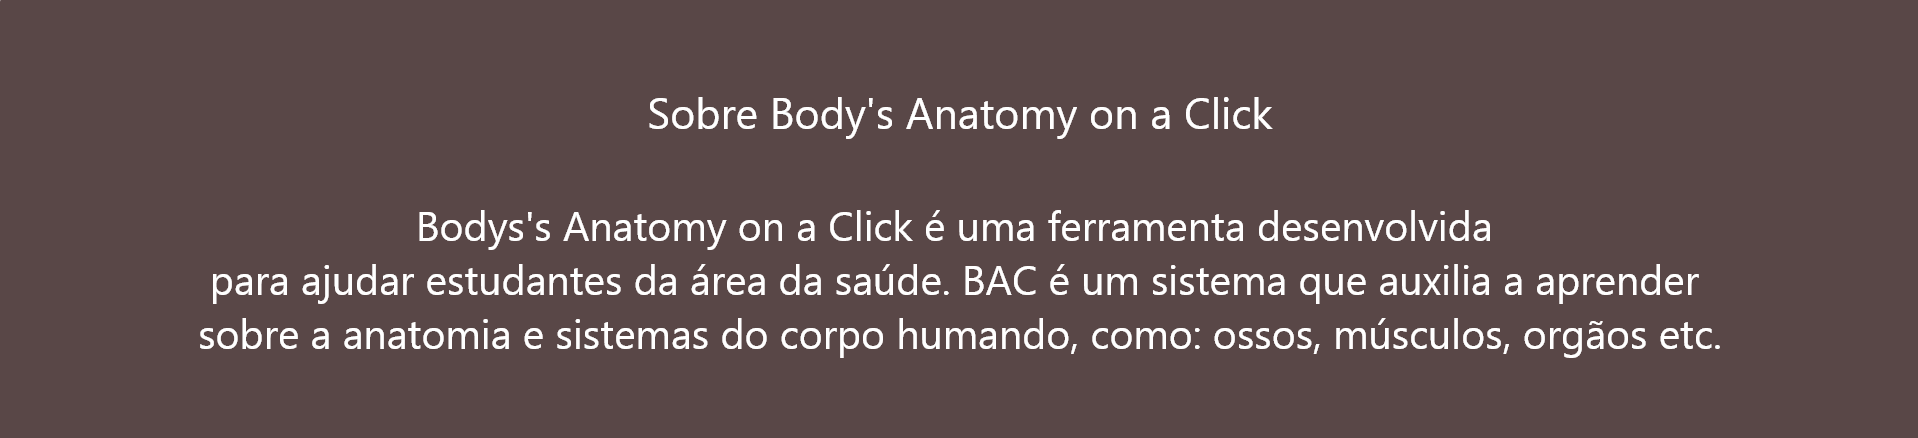 Sobre Body's Anatomy on a Click
Bodys's Anatomy on a Click é uma ferramenta desenvolvida
para ajudar estudantes da área da saúde. BAC é um sistema que auxilia a aprender
sobre a anatomia e sistemas do corpo humando, como: ossos, músculos, orgãos etc.